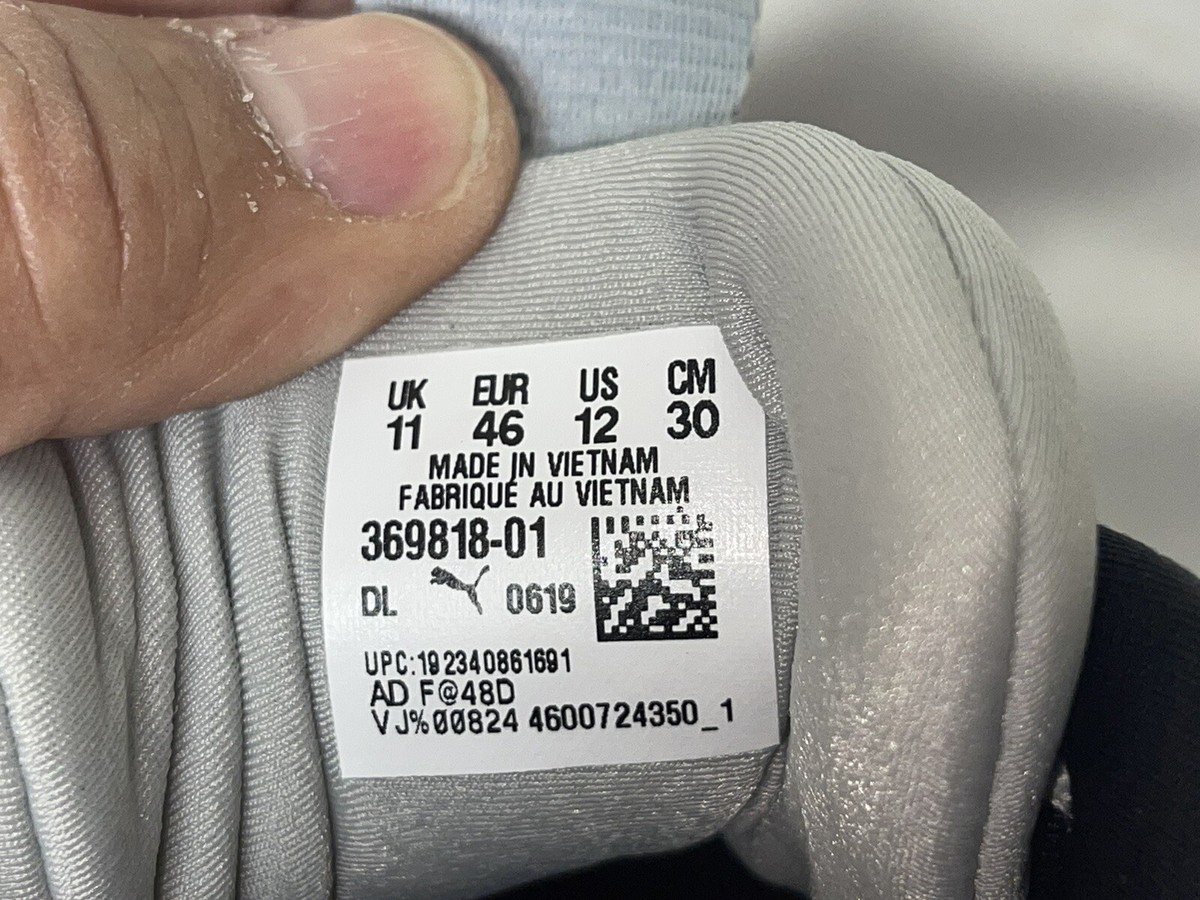 UK EUR US CM
11 46 12 30
MADE IN VIETNAM
FABRIQUÉ AU VIETNAM
369818-01
DL 0619
UPC:192340861691
AD F@48D
VJ%00824 4600724350_1